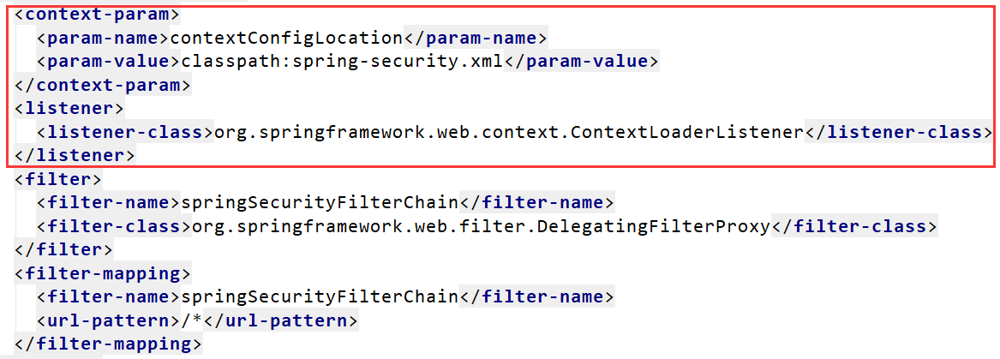 <context-param>
<param-name>contextConfigLocation</param-name>
<param-value>classpath:spring-security.xml</param-value>
</context-param>
<listener>
<listener-class>org.springframework.web.context.ContextLoaderListener</listener-class>
</listener>
<filter>
<filter-name>springSecurityFilterChain</filter-name>
<filter-class>org.springframework.web.filter.DelegatingFilterProxy</filter-class>
</filter>
<filter-mapping>
<filter-name>springSecurityFilterChain</filter-name>
<url-pattern>/*</url-pattern>
</filter-mapping>